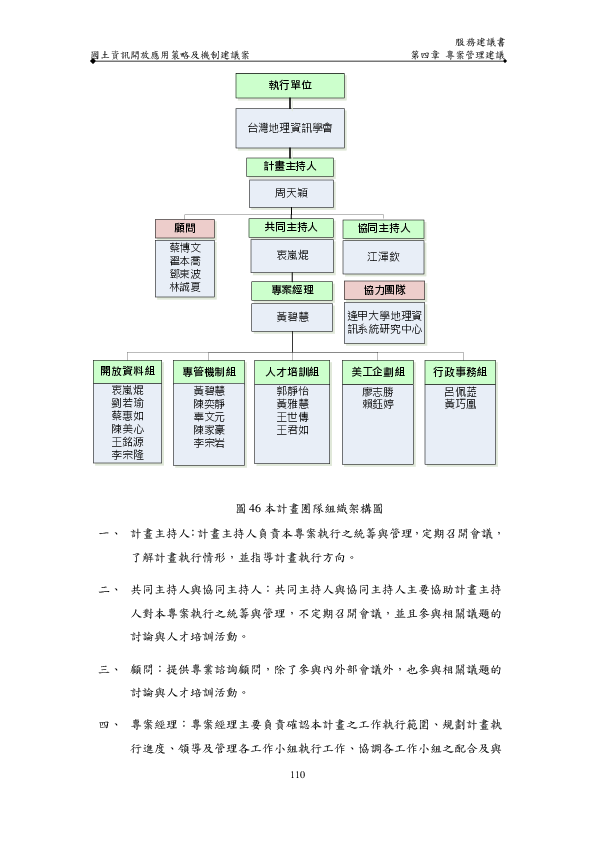 服務建議書
國土資訊開放應用策略及機制建議案
第四章 專案管理建議
執行單位
台灣地理資訊學會
計畫主持人
周天穎
顧問
蔡博文
翟本喬
鄧東波
林誠夏
共同主持人
衷嵐焜
協同主持人
江渾欽
專案經理
黃碧慧
協力團隊
逢甲大學地理資
訊系統研究中心
開放資料組
衷嵐焜
劉若瑜
蔡惠如
陳美心
王銘源
李宗隆
專管機制組
黃碧慧
陳奕靜
辜文元
陳家豪
李宗岩
人才培訓組
郭靜怡
黃雅慧
王世傳
王君如
美工企劃組
廖志勝
賴鈺婷
行政事務組
呂佩菈
黃巧胤
圖 46 本計畫團隊組織架構圖
一、 計畫主持人:計畫主持人負責本專案執行之統籌與管理,定期召開會議,
了解計畫執行情形,並指導計畫執行方向。
二、 共同主持人與協同主持人:共同主持人與協同主持人主要協助計畫主持
人對本專案執行之統籌與管理,不定期召開會議,並且參與相關議題的
討論與人才培訓活動。
三、 顧問:提供專案諮詢顧問,除了參與內外部會議外,也參與相關議題的
討論與人才培訓活動。
四、 專案經理:專案經理主要負責確認本計畫之工作執行範圍、規劃計畫執
行進度、領導及管理各工作小組執行工作、協調各工作小組之配合及與
110